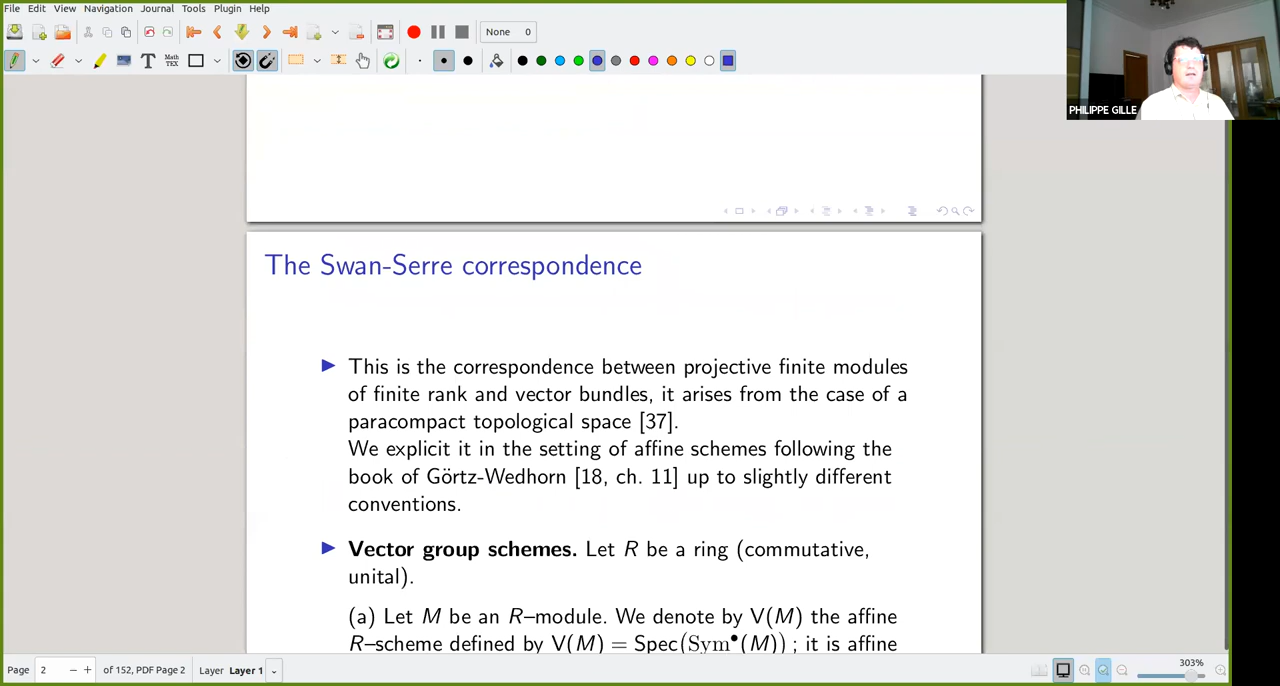 File Edit View Navigation Journal Tools Plugin Help
None 0
T Math TEX
PHILIPPE GILLE
The Swan-Serre correspondence
This is the correspondence between projective finite modules
of finite rank and vector bundles, it arises from the case of a
paracompact topological space [37].
We explicit it in the setting of affine schemes following the
book of Görtz-Wedhorn [18, ch. 11] up to slightly different
conventions.
Vector group schemes. Let R be a ring (commutative,
unital).
(a) Let M be an R–module. We denote by V(M) the affine
R–scheme defined by V(M) = Spec(Sym•(M)) ; it is affine
Page 2 − + of 152, PDF Page 2 Layer Layer 1 303%